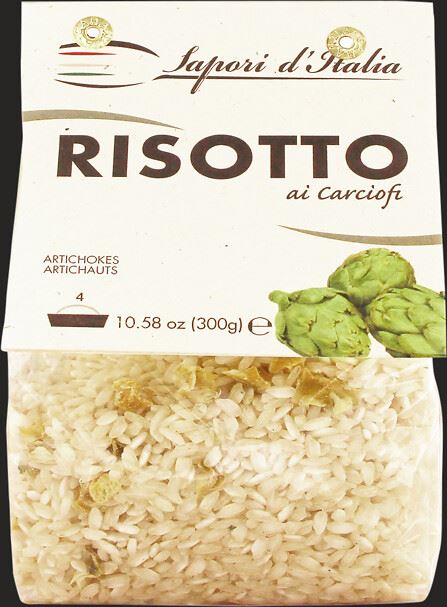 Sapori d'Italia
RISOTTO
ai Carciofi
ARTICHOKES
ARTICHAUTS
4
10.58 oz (300g) ℮